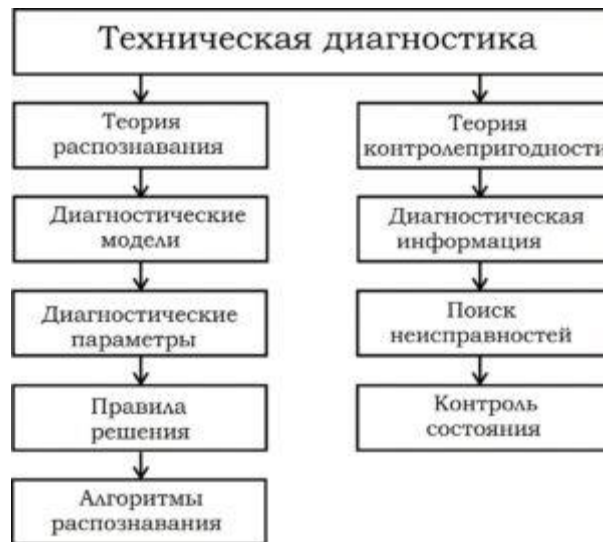 Техническая диагностика
Теория
распознавания
Диагностические
модели
Диагностические
параметры
Правила
решения
Алгоритмы
распознавания
Теория
контролепригодности
Диагностическая
информация
Поиск
неисправностей
Контроль
состояния